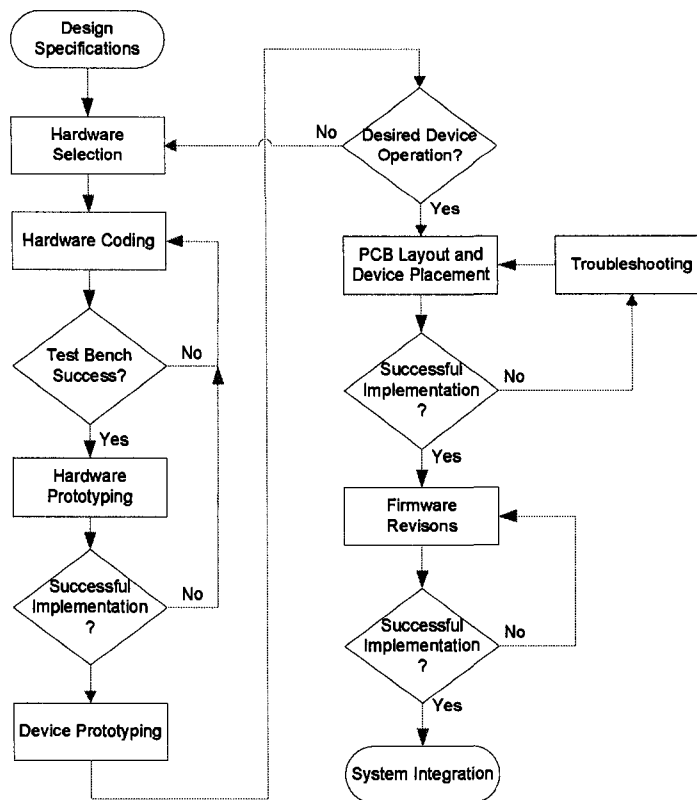 Design
Specifications
Hardware
Selection
Hardware Coding
Test Bench
Success?
No
Yes
Hardware
Prototyping
Successful
Implementation
?
No
Device Prototyping
Desired Device
Operation?
No
Yes
PCB Layout and
Device Placement
Troubleshooting
Successful
Implementation
?
No
Yes
Firmware
Revisons
Successful
Implementation
?
No
Yes
System Integration